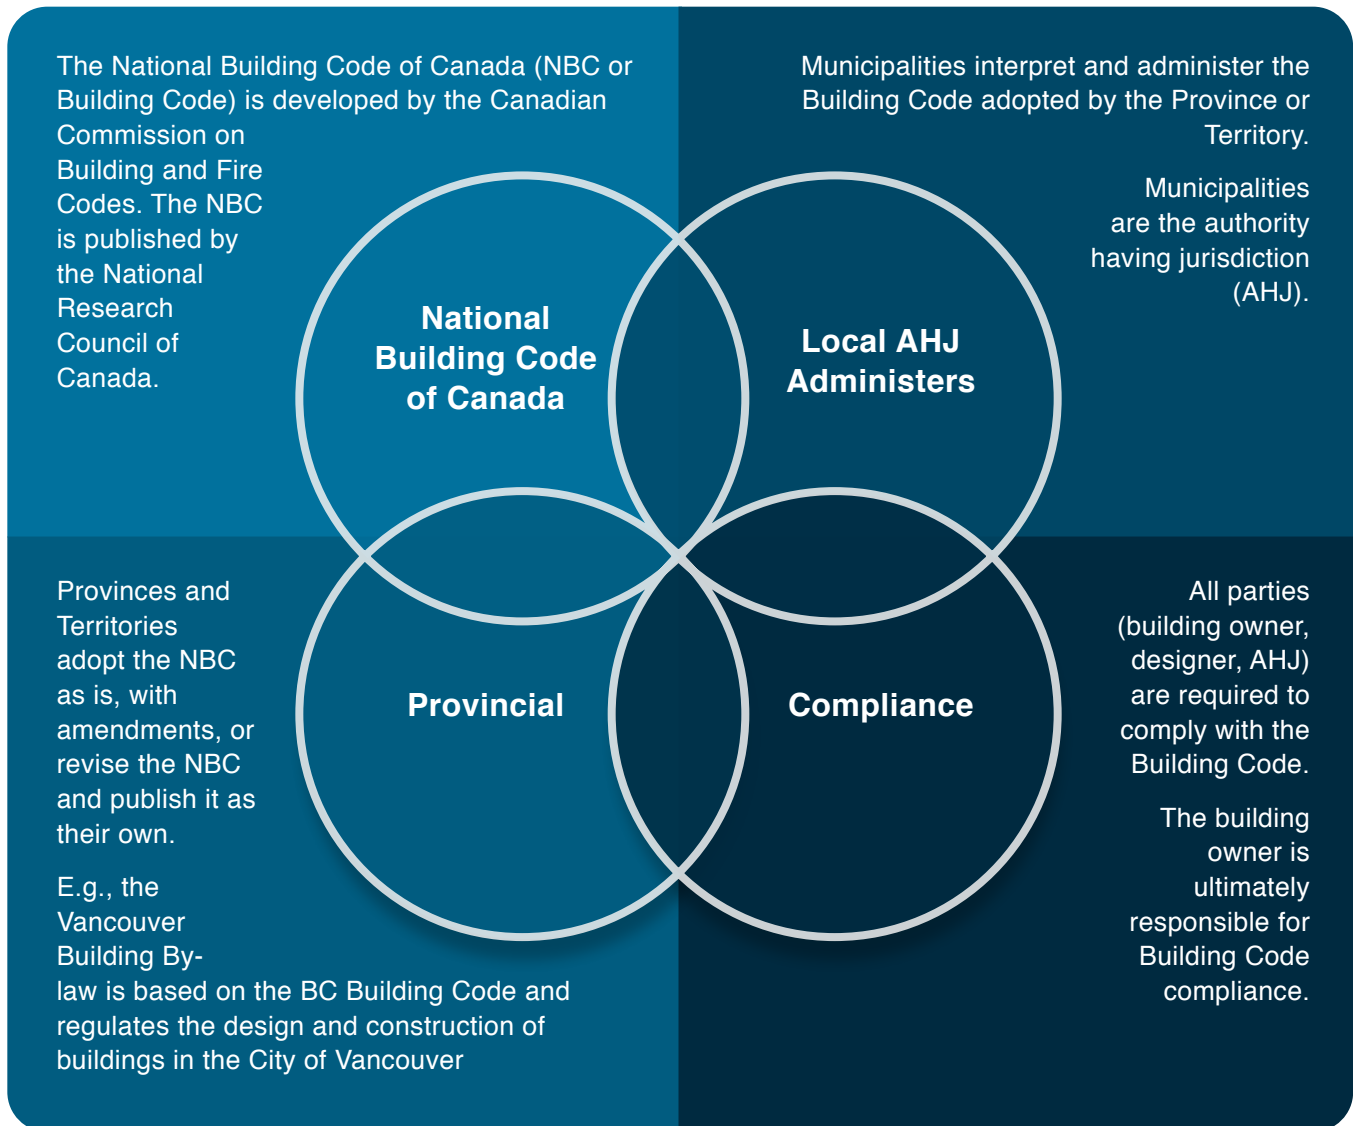 The National Building Code of Canada (NBC or
Building Code) is developed by the Canadian
Commission on
Building and Fire
Codes. The NBC
is published by
the National
Research
Council of
Canada.
Municipalities interpret and administer the
Building Code adopted by the Province or
Territory.
Municipalities
are the authority
having jurisdiction
(AHJ).
National
Building Code
of Canada
Local AHJ
Administers
Provinces and
Territories
adopt the NBC
as is, with
amendments, or
revise the NBC
and publish it as
their own.
E.g., the
Vancouver
Building By-
law is based on the BC Building Code and
regulates the design and construction of
buildings in the City of Vancouver
Provincial
Compliance
All parties
(building owner,
designer, AHJ)
are required to
comply with the
Building Code.
The building
owner is
ultimately
responsible for
Building Code
compliance.